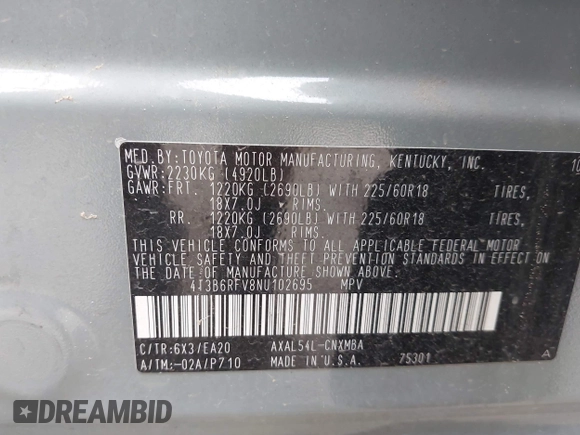 MFD. BY: TOYOTA MOTOR MANUFACTURING, KENTUCKY, INC. 10
GVWR: 2230KG (4920LB)
GAWR: FRT. 1220KG (2690LB) WITH 225/60R18 TIRES,
18X7.0J RIMS.
RR. 1220KG (2690LB) WITH 225/60R18 TIRES,
18X7.0J RIMS.
THIS VEHICLE CONFORMS TO ALL APPLICABLE FEDERAL MOTOR
VEHICLE SAFETY AND THEFT PREVENTION STANDARDS IN EFFECT ON
THE DATE OF MANUFACTURE SHOWN ABOVE.
4T3B6RFV8NU102695 MPV
C/TR: 6X3/EA20 AXAL54L-CNXMBA
A/TM: -02A/P710 MADE IN U.S.A. 75301 A
DREAMBID DREAMBID